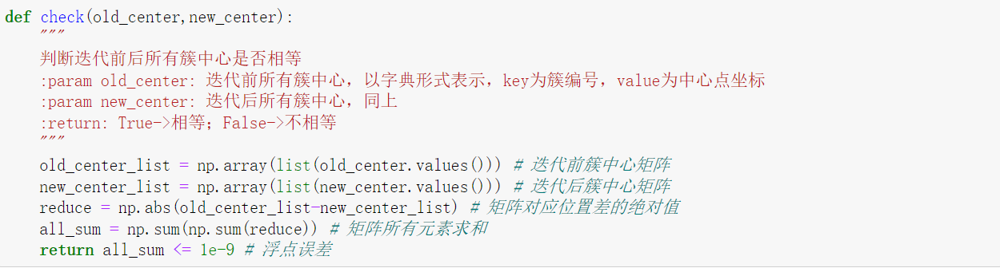 def check(old_center,new_center):
    """
    判断迭代前后所有簇中心是否相等
    :param old_center: 迭代前所有簇中心，以字典形式表示，key为簇编号，value为中心点坐标
    :param new_center: 迭代后所有簇中心，同上
    :return: True->相等；False->不相等
    """
    old_center_list = np.array(list(old_center.values())) # 迭代前簇中心矩阵
    new_center_list = np.array(list(new_center.values())) # 迭代后簇中心矩阵
    reduce = np.abs(old_center_list-new_center_list) # 矩阵对应位置差的绝对值
    all_sum = np.sum(np.sum(reduce)) # 矩阵所有元素求和
    return all_sum <= 1e-9 # 浮点误差